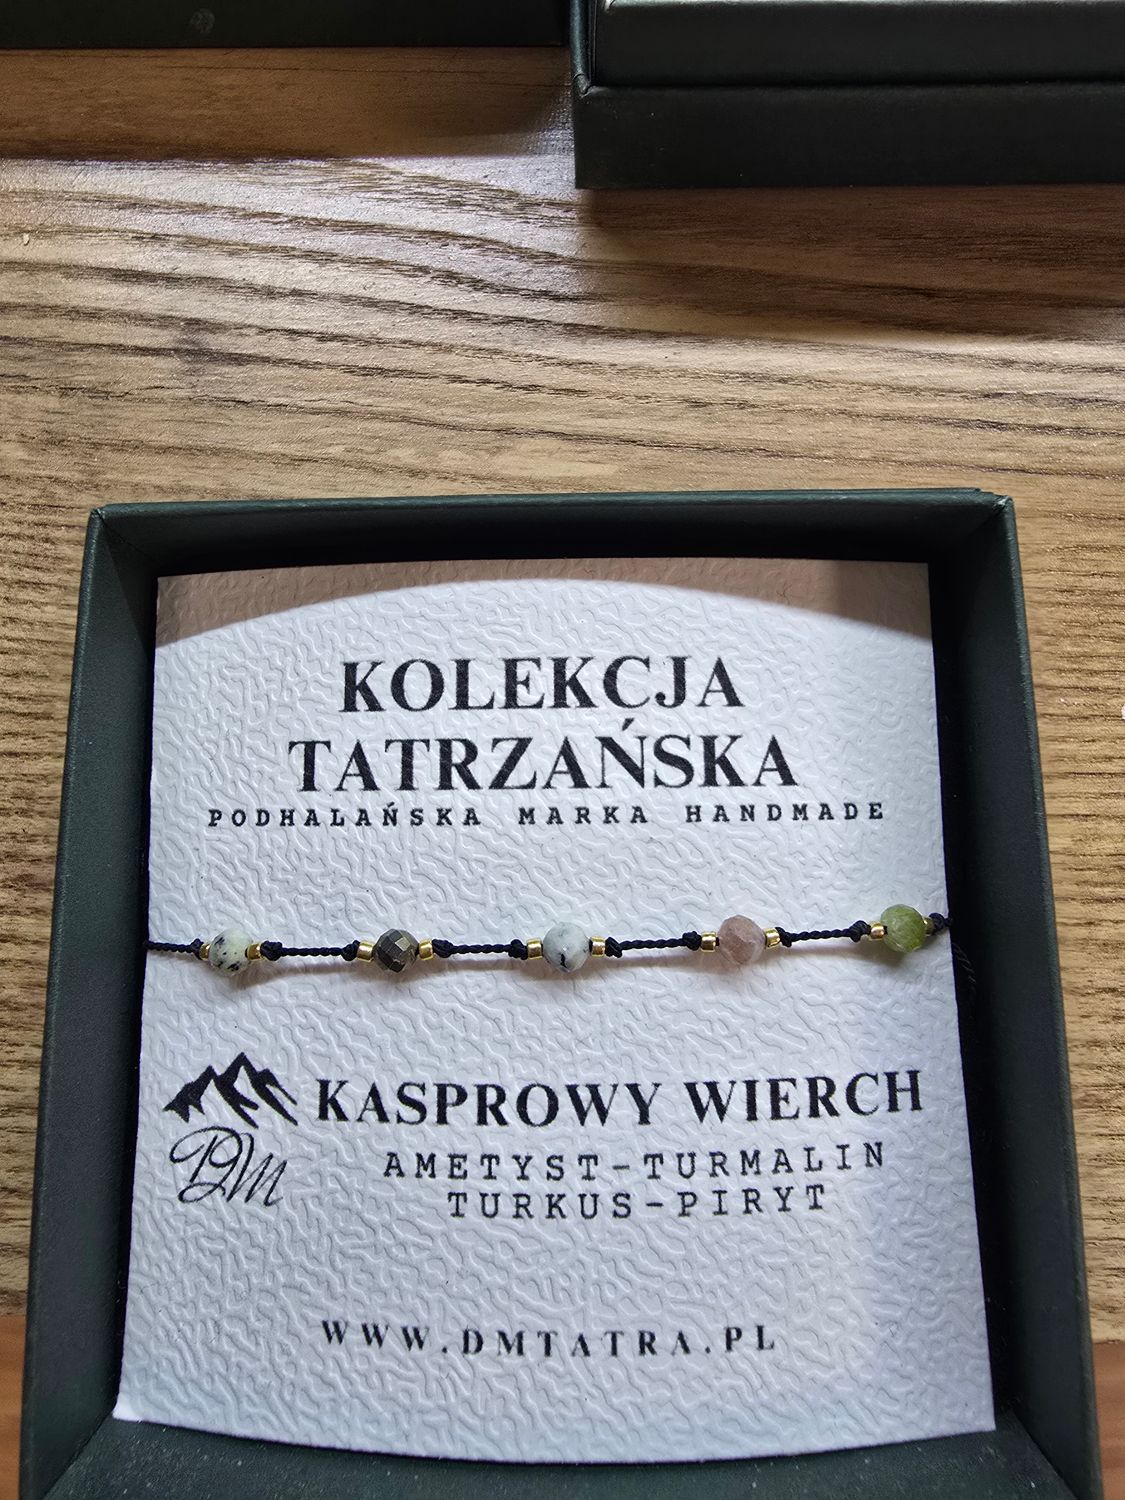 KOLEKCJA
TATRZAŃSKA
PODHALAŃSKA MARKA HANDMADE
DM
KASPROWY WIERCH
AMETYST-TURMALIN
TURKUS-PIRYT
WWW.DMTATRA.PL